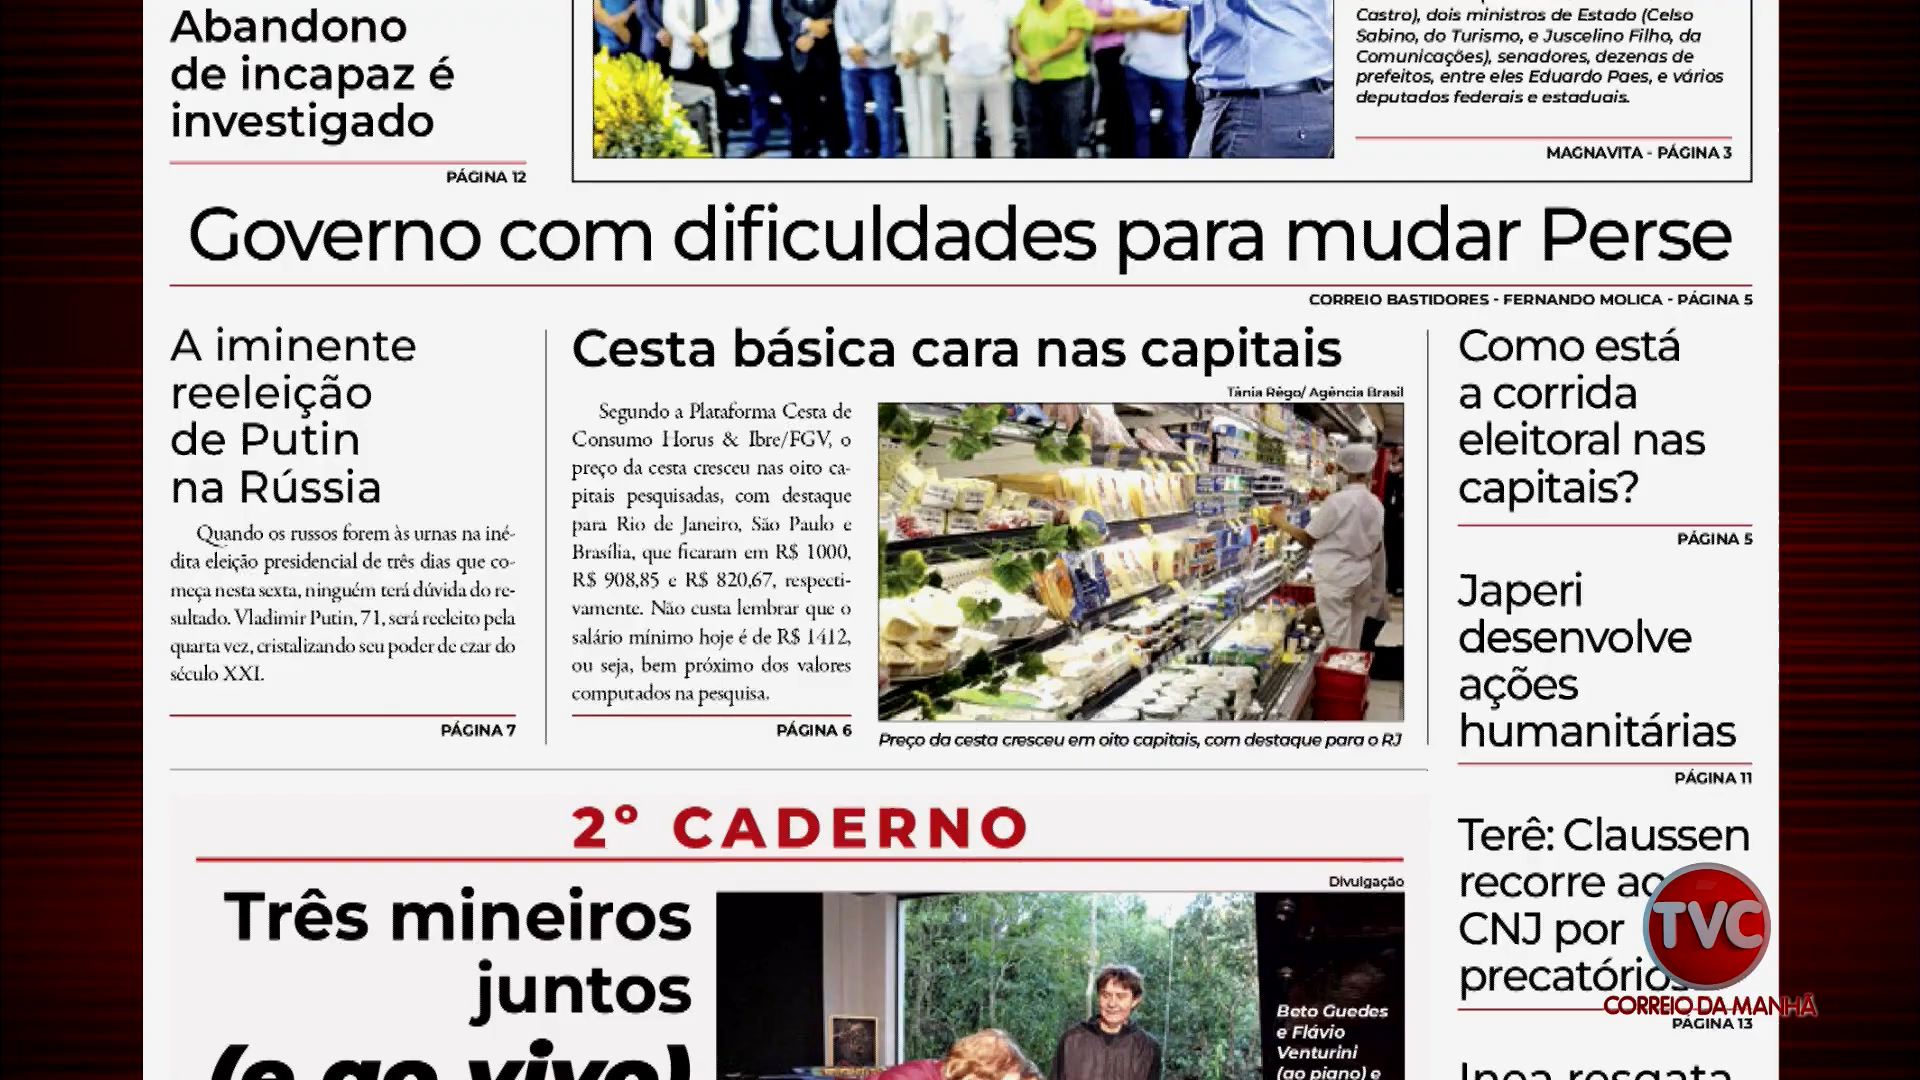 Abandono
de incapaz é
investigado
PÁGINA 12
Castro), dois ministros de Estado (Celso
Sabino, do Turismo, e Juscelino Filho, da
Comunicações), senadores, dezenas de
prefeitos, entre eles Eduardo Paes, e vários
deputados federais e estaduais.
MAGNAVITA - PÁGINA 3
Governo com dificuldades para mudar Perse
CORREIO BASTIDORES - FERNANDO MOLICA - PÁGINA 5
A iminente
reeleição
de Putin
na Rússia
Quando os russos forem às urnas na iné-
dita eleição presidencial de três dias que co-
meça nesta sexta, ninguém terá dúvida do re-
sultado. Vladimir Putin, 71, será reeleito pela
quarta vez, cristalizando seu poder de czar do
século XXI.
PÁGINA 7
Cesta básica cara nas capitais
Tânia Rêgo/ Agência Brasil
Segundo a Plataforma Cesta de
Consumo Horus & Ibre/FGV, o
preço da cesta cresceu nas oito ca-
pitais pesquisadas, com destaque
para Rio de Janeiro, São Paulo e
Brasília, que ficaram em R$ 1000,
R$ 908,85 e R$ 820,67, respecti-
vamente. Não custa lembrar que o
salário mínimo hoje é de R$ 1412,
ou seja, bem próximo dos valores
computados na pesquisa.
PÁGINA 6
Preço da cesta cresceu em oito capitais, com destaque para o RJ
Como está
a corrida
eleitoral nas
capitais?
PÁGINA 5
Japeri
desenvolve
ações
humanitárias
PÁGINA 11
Terê: Claussen
recorre ao
CNJ por
precatórios
PÁGINA 13
Inea resgata
2º CADERNO
Três mineiros
juntos
(e ao vivo)
Divulgação
Beto Guedes
e Flávio
Venturini
(ao piano) e
TVC
CORREIO DA MANHÃ